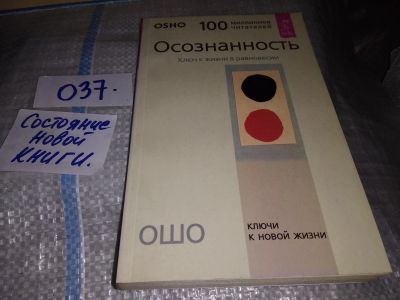 037.
Состояние
новой
книги.
OSHO 100 миллионов
читателей
Осознанность
Ключ к жизни в равновесии
ОШО
КЛЮЧИ
К НОВОЙ ЖИЗНИ